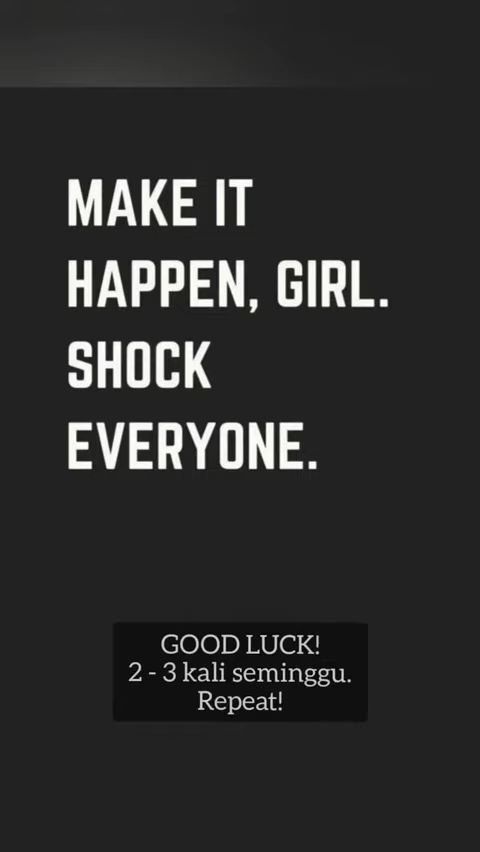 MAKE IT
HAPPEN, GIRL.
SHOCK
EVERYONE.
GOOD LUCK!
2 - 3 kali seminggu.
Repeat!